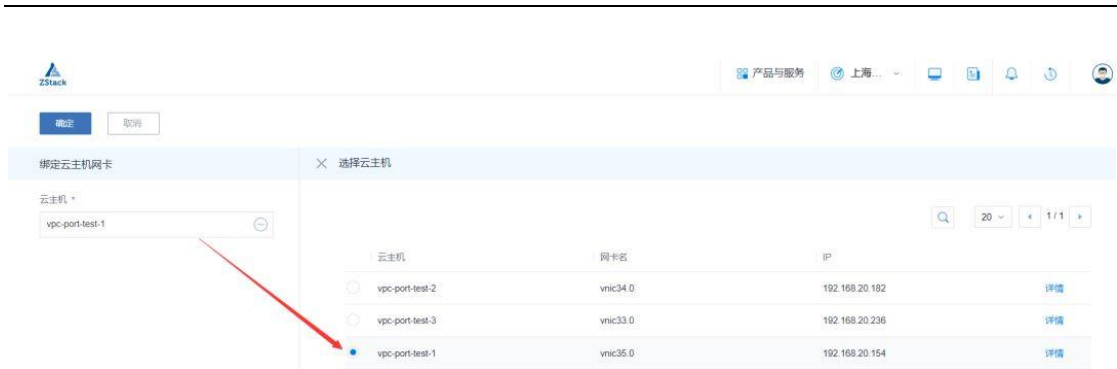 ZStack
产品与服务 上海...
确定 取消
绑定云主机网卡
选择云主机
云主机 *
vpc-port-test-1
20 1 / 1
云主机 网卡名 IP
vpc-port-test-2 vnic34.0 192.168.20.182 详情
vpc-port-test-3 vnic33.0 192.168.20.236 详情
vpc-port-test-1 vnic35.0 192.168.20.154 详情